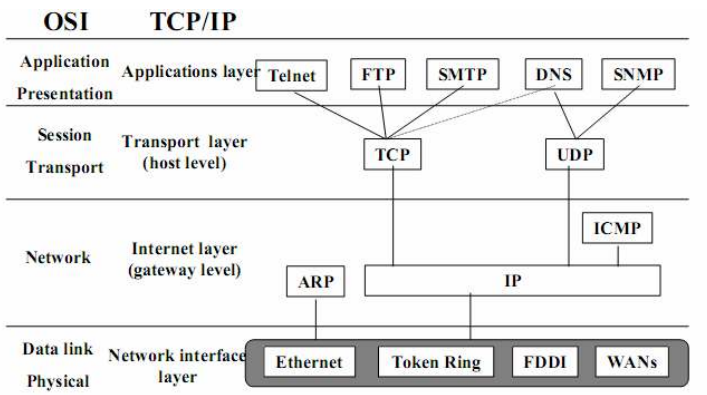 OSI TCP/IP
Application
Presentation
Applications layer
Telnet FTP SMTP DNS SNMP
Session
Transport
Transport layer
(host level)
TCP UDP
Network
Internet layer
(gateway level)
ICMP
ARP IP
Data link
Physical
Network interface
layer
Ethernet Token Ring FDDI WANs